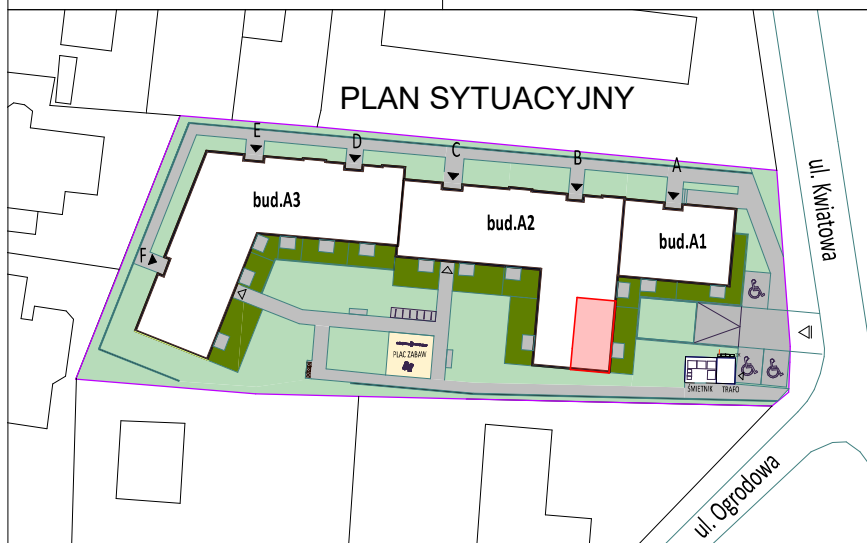 PLAN SYTUACYJNY
E
D
C
B
A
ul. Kwiatowa
bud.A3
bud.A2
bud.A1
F
PLAC ZABAW
ŚMIETNIK
TRAFO
ul. Ogrodowa